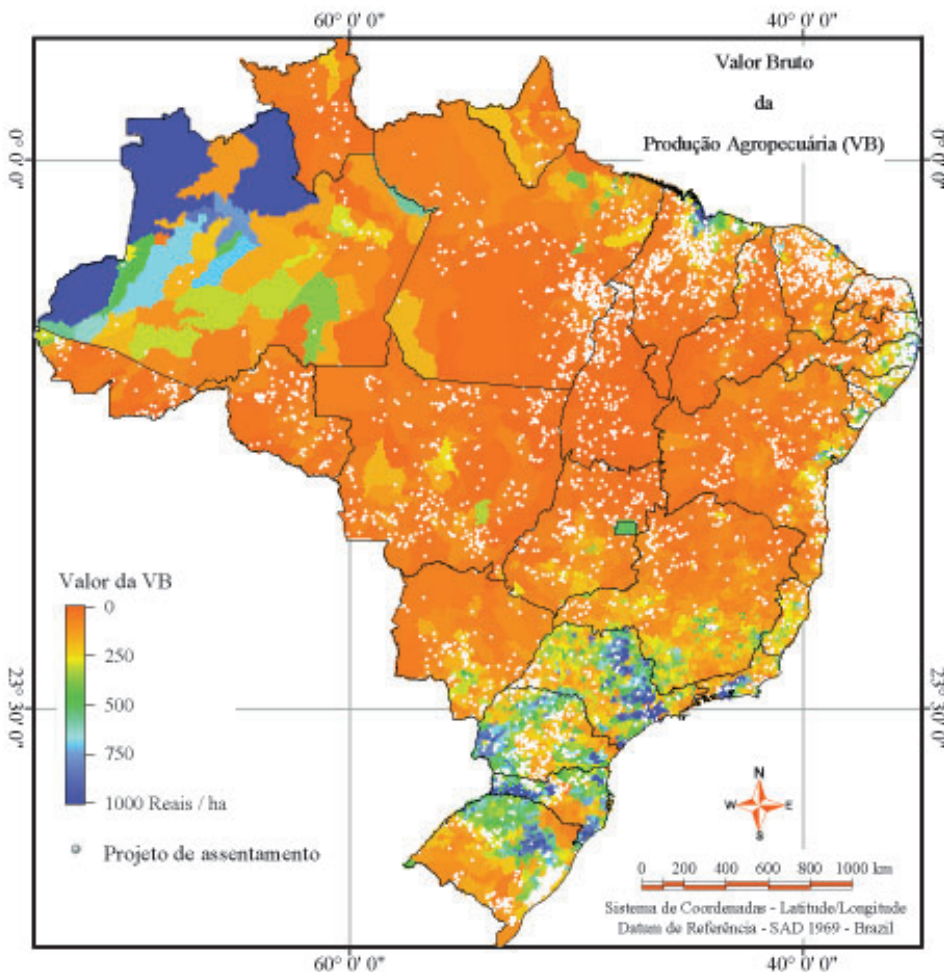 60° 0' 0"
40° 0' 0"
Valor Bruto
da
Produção Agropecuária (VB)
0° 0' 0"
0° 0' 0"
Valor da VB
0
250
500
750
1000 Reais / ha
Projeto de assentamento
23° 30' 0"
23° 30' 0"
N
W
E
S
0 200 400 600 800 1000 km
Sistema de Coordenadas - Latitude/Longitude
Datum de Referência - SAD 1969 - Brazil
60° 0' 0"
40° 0' 0"